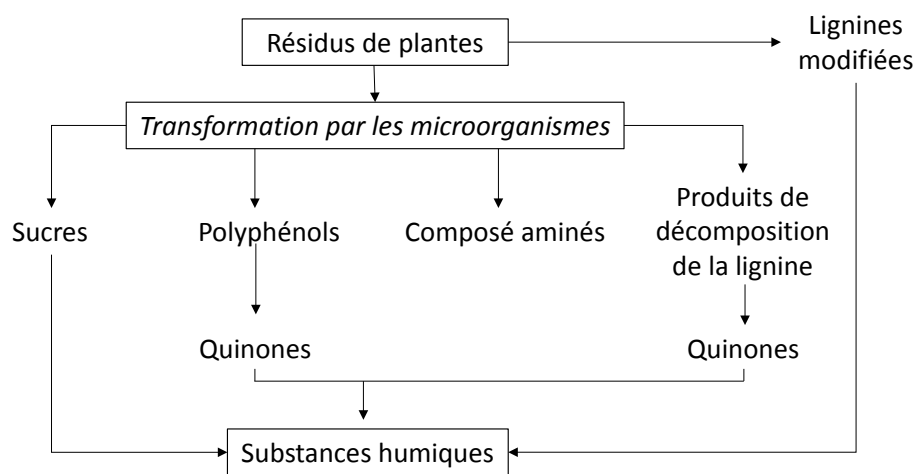 Résidus de plantes
Lignines
modifiées
Transformation par les microorganismes
Sucres
Polyphénols
Composé aminés
Produits de
décomposition
de la lignine
Quinones
Quinones
Substances humiques